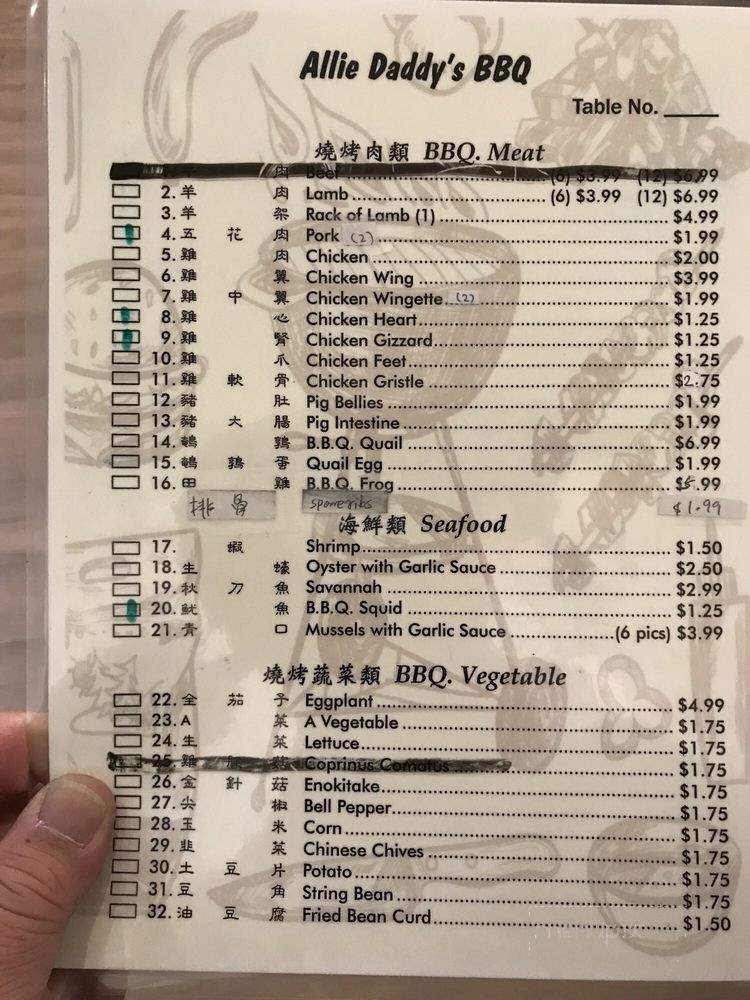 Allie Daddy's BBQ
Table No. ____
燒烤肉類 BBQ. Meat
肉 Beef (6) $3.99 (12) $6.99
2. 羊 肉 Lamb (6) $3.99 (12) $6.99
3. 羊 架 Rack of Lamb (1) $4.99
4. 五 花 肉 Pork (2) $1.99
5. 雞 肉 Chicken $2.00
6. 雞 翼 Chicken Wing $3.99
7. 雞 中 翼 Chicken Wingette (2) $1.99
8. 雞 心 Chicken Heart $1.25
9. 雞 腎 Chicken Gizzard $1.25
10. 雞 爪 Chicken Feet $1.25
11. 雞 軟 骨 Chicken Gristle $2.75
12. 豬 肚 Pig Bellies $1.99
13. 豬 大 腸 Pig Intestine $1.99
14. 鵪 鶉 B.B.Q. Quail $6.99
15. 鵪 鶉 蛋 Quail Egg $1.99
16. 田 雞 B.B.Q. Frog $5.99
排 骨 spareribs $1.99
海鮮類 Seafood
17. 蝦 Shrimp $1.50
18. 生 蠔 Oyster with Garlic Sauce $2.50
19. 秋 刀 魚 Savannah $2.99
20. 魷 魚 B.B.Q. Squid $1.25
21. 青 口 Mussels with Garlic Sauce (6 pics) $3.99
燒烤蔬菜類 BBQ. Vegetable
22. 全 茄 子 Eggplant $4.99
23. A 菜 A Vegetable $1.75
24. 生 菜 Lettuce $1.75
25. 雞 腿 菇 Coprinus Comatus $1.75
26. 金 針 菇 Enokitake $1.75
27. 尖 椒 Bell Pepper $1.75
28. 玉 米 Corn $1.75
29. 韭 菜 Chinese Chives $1.75
30. 土 豆 片 Potato $1.75
31. 豆 角 String Bean $1.75
32. 油 豆 腐 Fried Bean Curd $1.50